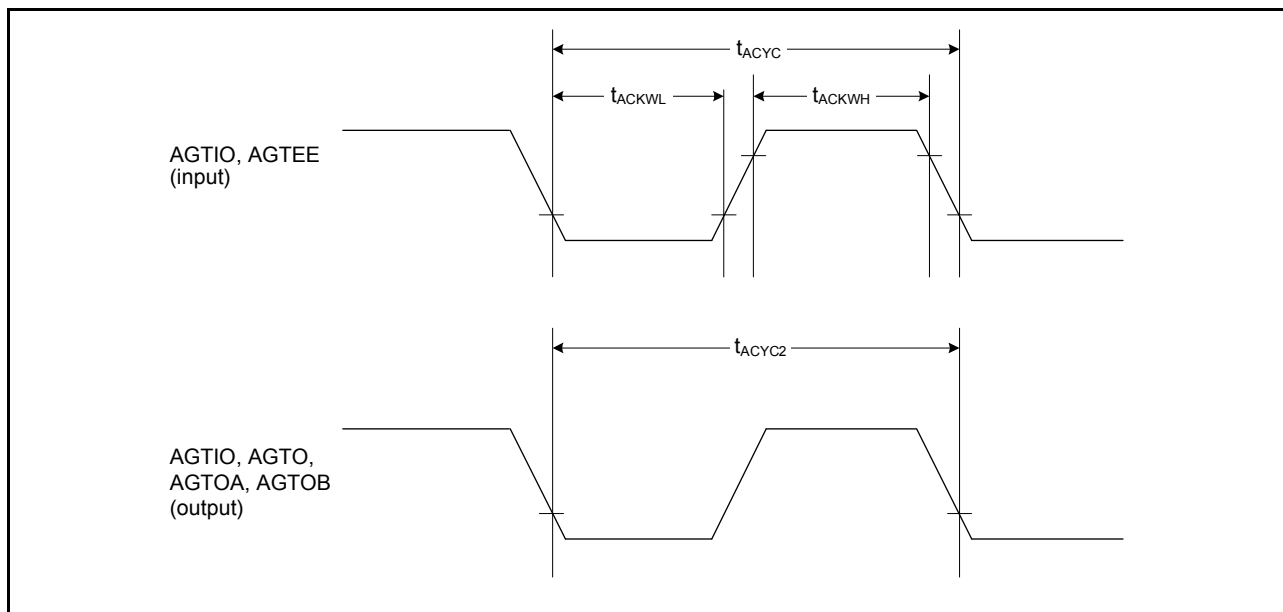 tACYC
tACKWL
tACKWH
AGTIO, AGTEE
(input)
tACYC2
AGTIO, AGTO,
AGTOA, AGTOB
(output)